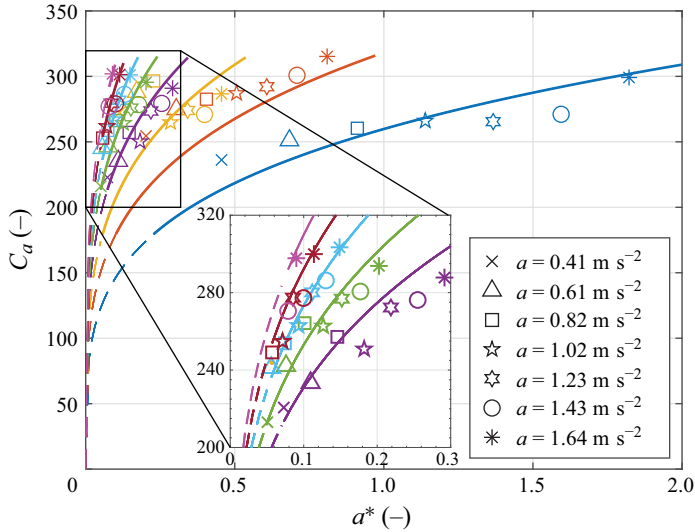 350
300
250
200
150
100
50
0
0.5
1.0
1.5
2.0
C_a (–)
a* (–)
320
280
240
200
0
0.1
0.2
0.3
a = 0.41 m s⁻²
a = 0.61 m s⁻²
a = 0.82 m s⁻²
a = 1.02 m s⁻²
a = 1.23 m s⁻²
a = 1.43 m s⁻²
a = 1.64 m s⁻²